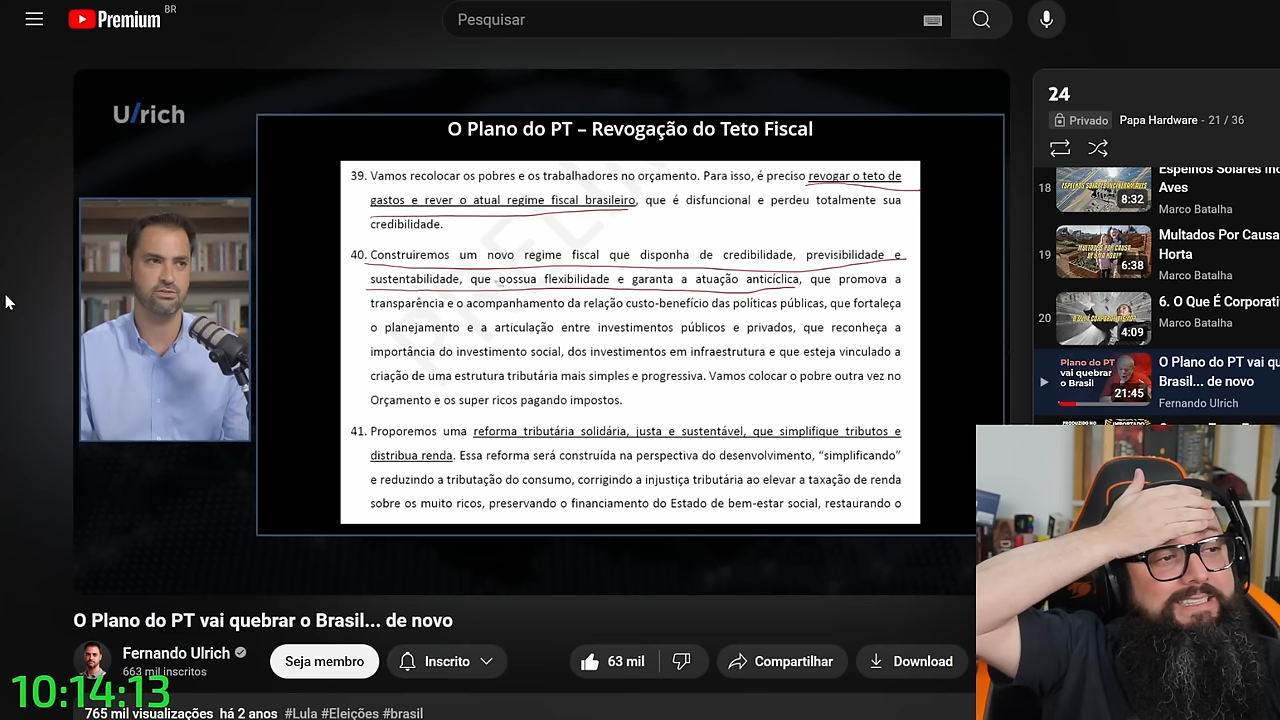 Premium BR
Pesquisar
U/rich
O Plano do PT – Revogação do Teto Fiscal
39. Vamos recolocar os pobres e os trabalhadores no orçamento. Para isso, é preciso revogar o teto de
gastos e rever o atual regime fiscal brasileiro, que é disfuncional e perdeu totalmente sua
credibilidade.
40. Construiremos um novo regime fiscal que disponha de credibilidade, previsibilidade e
sustentabilidade, que possua flexibilidade e garanta a atuação anticíclica, que promova a
transparência e o acompanhamento da relação custo-benefício das políticas públicas, que fortaleça
o planejamento e a articulação entre investimentos públicos e privados, que reconheça a
importância do investimento social, dos investimentos em infraestrutura e que esteja vinculado a
criação de uma estrutura tributária mais simples e progressiva. Vamos colocar o pobre outra vez no
Orçamento e os super ricos pagando impostos.
41. Proporemos uma reforma tributária solidária, justa e sustentável, que simplifique tributos e
distribua renda. Essa reforma será construída na perspectiva do desenvolvimento, “simplificando”
e reduzindo a tributação do consumo, corrigindo a injustiça tributária ao elevar a taxação de renda
sobre os muito ricos, preservando o financiamento do Estado de bem-estar social, restaurando o
24
Privado Papa Hardware - 21 / 36
18
8:32
Espelhos Solares In
Aves
Marco Batalha
19
6:38
Multados Por Causa
Horta
Marco Batalha
20
4:09
6. O Que É Corporati
Marco Batalha
Plano do PT
vai quebrar
o Brasil
21:45
O Plano do PT vai qu
Brasil... de novo
Fernando Ulrich
O Plano do PT vai quebrar o Brasil... de novo
Fernando Ulrich
663 mil inscritos
Seja membro
Inscrito
63 mil
Compartilhar
Download
10:14:13
765 mil visualizações há 2 anos #Lula #Eleições #brasil